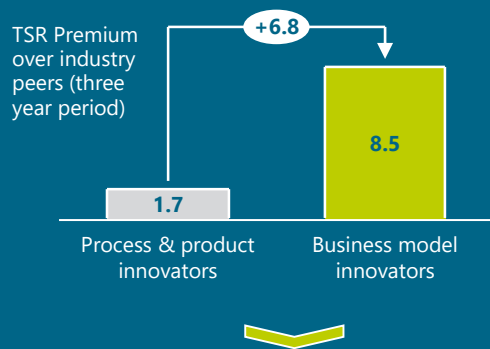 TSR Premium
over industry
peers (three
year period)
+6.8
8.5
1.7
Process & product
innovators
Business model
innovators